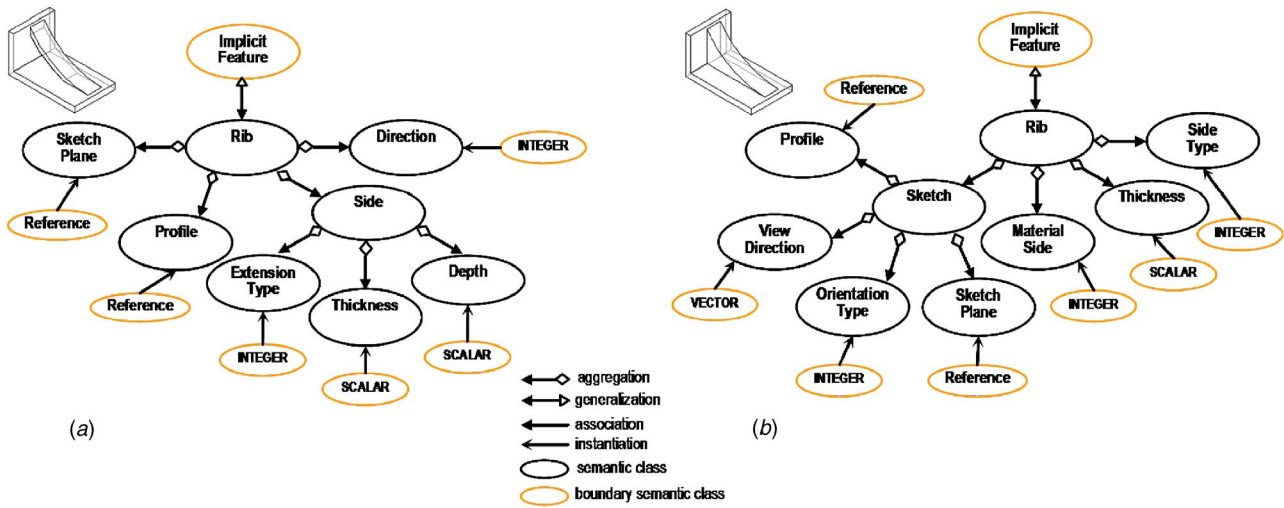 Implicit
Feature
Rib
Sketch
Plane
Direction
INTEGER
Reference
Profile
Side
Reference
Extension
Type
Thickness
Depth
INTEGER
SCALAR
SCALAR
(a)
Implicit
Feature
Reference
Profile
Rib
Side
Type
Sketch
Thickness
View
Direction
Material
Side
INTEGER
SCALAR
VECTOR
Orientation
Type
Sketch
Plane
INTEGER
INTEGER
Reference
(b)
aggregation
generalization
association
instantiation
semantic class
boundary semantic class